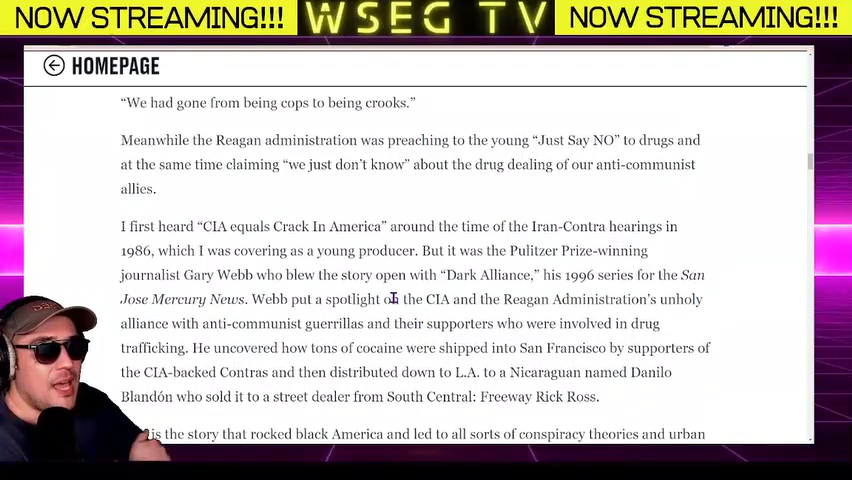 NOW STREAMING!!! WSEG TV NOW STREAMING!!!
HOMEPAGE
“We had gone from being cops to being crooks.”
Meanwhile the Reagan administration was preaching to the young “Just Say NO” to drugs and
at the same time claiming “we just don’t know” about the drug dealing of our anti-communist
allies.
I first heard “CIA equals Crack In America” around the time of the Iran-Contra hearings in
1986, which I was covering as a young producer. But it was the Pulitzer Prize-winning
journalist Gary Webb who blew the story open with “Dark Alliance,” his 1996 series for the San
Jose Mercury News. Webb put a spotlight on the CIA and the Reagan Administration’s unholy
alliance with anti-communist guerrillas and their supporters who were involved in drug
trafficking. He uncovered how tons of cocaine were shipped into San Francisco by supporters of
the CIA-backed Contras and then distributed down to L.A. to a Nicaraguan named Danilo
Blandón who sold it to a street dealer from South Central: Freeway Rick Ross.
is the story that rocked black America and led to all sorts of conspiracy theories and urban